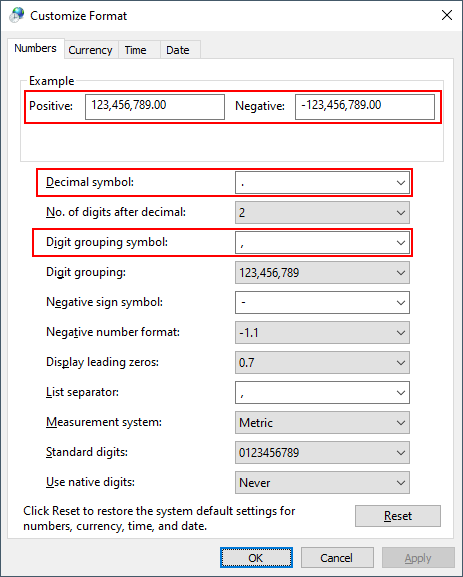 Customize Format
Numbers Currency Time Date
Example
Positive: 123,456,789.00 Negative: -123,456,789.00
Decimal symbol: .
No. of digits after decimal: 2
Digit grouping symbol: ,
Digit grouping: 123,456,789
Negative sign symbol: -
Negative number format: -1.1
Display leading zeros: 0.7
List separator: ,
Measurement system: Metric
Standard digits: 0123456789
Use native digits: Never
Click Reset to restore the system default settings for
numbers, currency, time, and date.
Reset
OK Cancel Apply